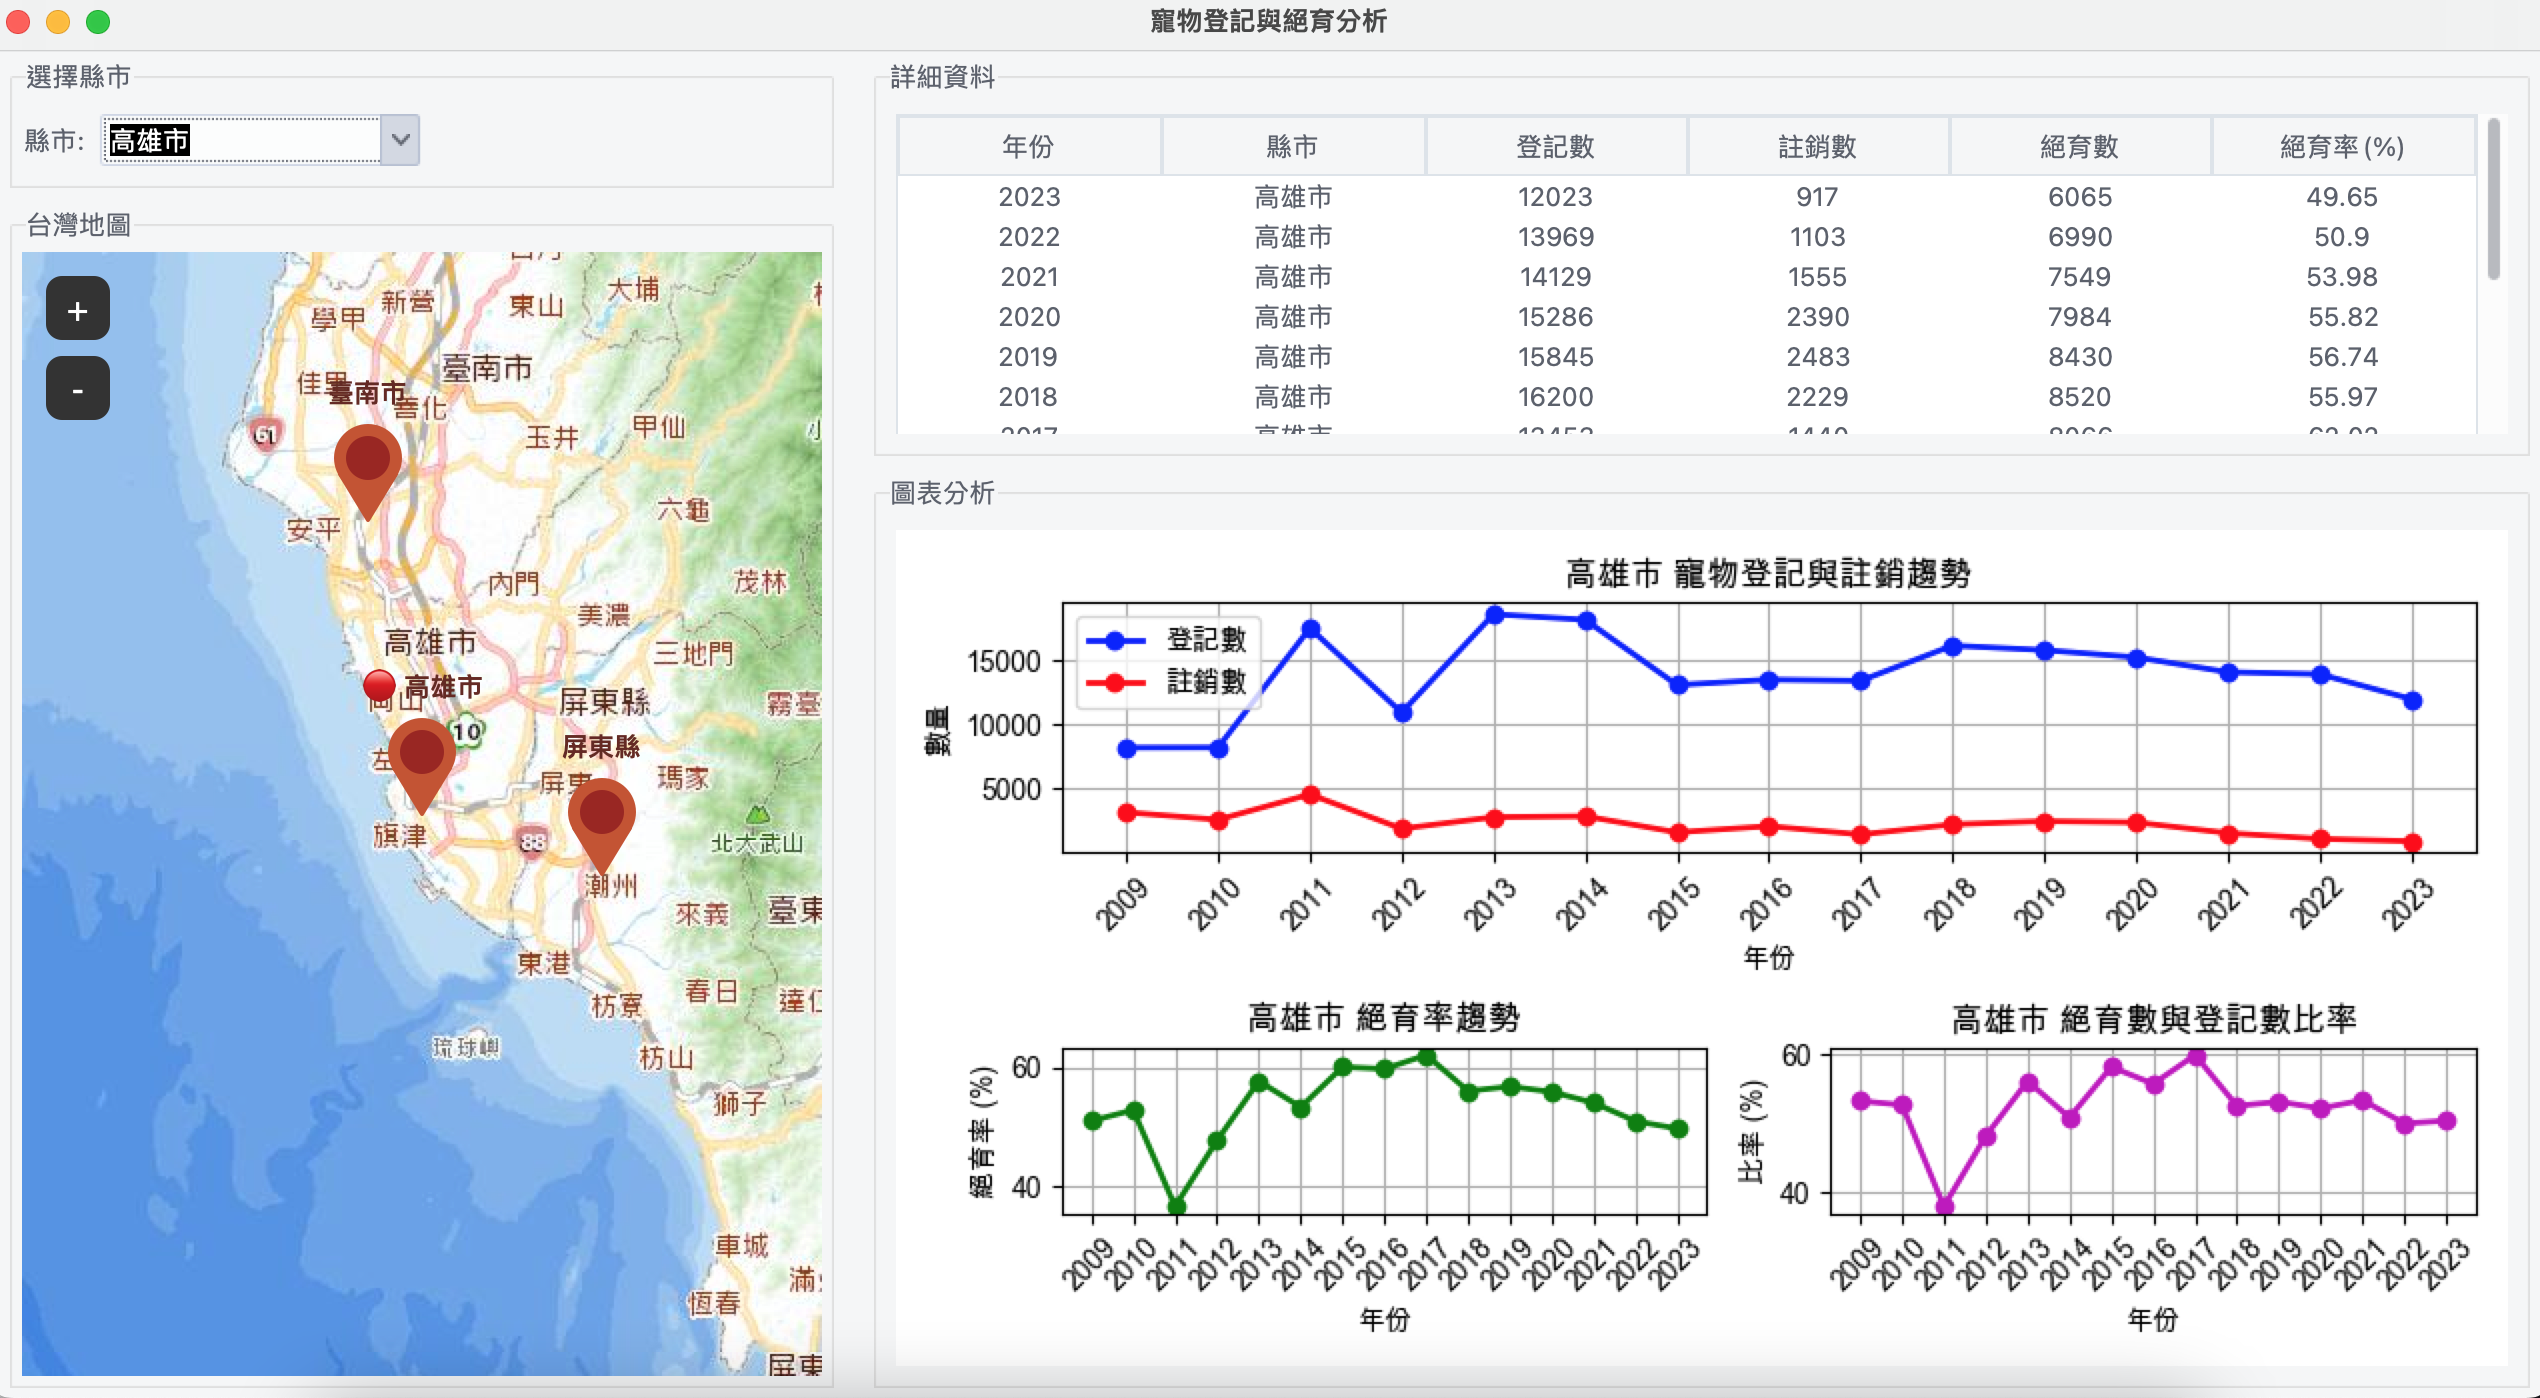 寵物登記與絕育分析
選擇縣市
縣市: 高雄市
台灣地圖
+
-
學甲
新營
東山
大埔
臺南市
臺南市
善化
61
玉井
甲仙
安平
六龜
內門
茂林
美濃
高雄市
三地門
高雄市
岡山
屏東縣
霧臺
10
屏東縣
左
屏東
瑪家
旗津
88
北大武山
潮州
來義
臺東
東港
枋寮
春日
達仁
琉球嶼
枋山
獅子
車城
滿
恆春
屏東
詳細資料
年份 縣市 登記數 註銷數 絕育數 絕育率 (%)
2023 高雄市 12023 917 6065 49.65
2022 高雄市 13969 1103 6990 50.9
2021 高雄市 14129 1555 7549 53.98
2020 高雄市 15286 2390 7984 55.82
2019 高雄市 15845 2483 8430 56.74
2018 高雄市 16200 2229 8520 55.97
圖表分析
高雄市 寵物登記與註銷趨勢
登記數
註銷數
數量
15000
10000
5000
2009 2010 2011 2012 2013 2014 2015 2016 2017 2018 2019 2020 2021 2022 2023
年份
高雄市 絕育率趨勢
絕育率 (%)
60
40
2009 2010 2011 2012 2013 2014 2015 2016 2017 2018 2019 2020 2021 2022 2023
年份
高雄市 絕育數與登記數比率
比率 (%)
60
40
2009 2010 2011 2012 2013 2014 2015 2016 2017 2018 2019 2020 2021 2022 2023
年份